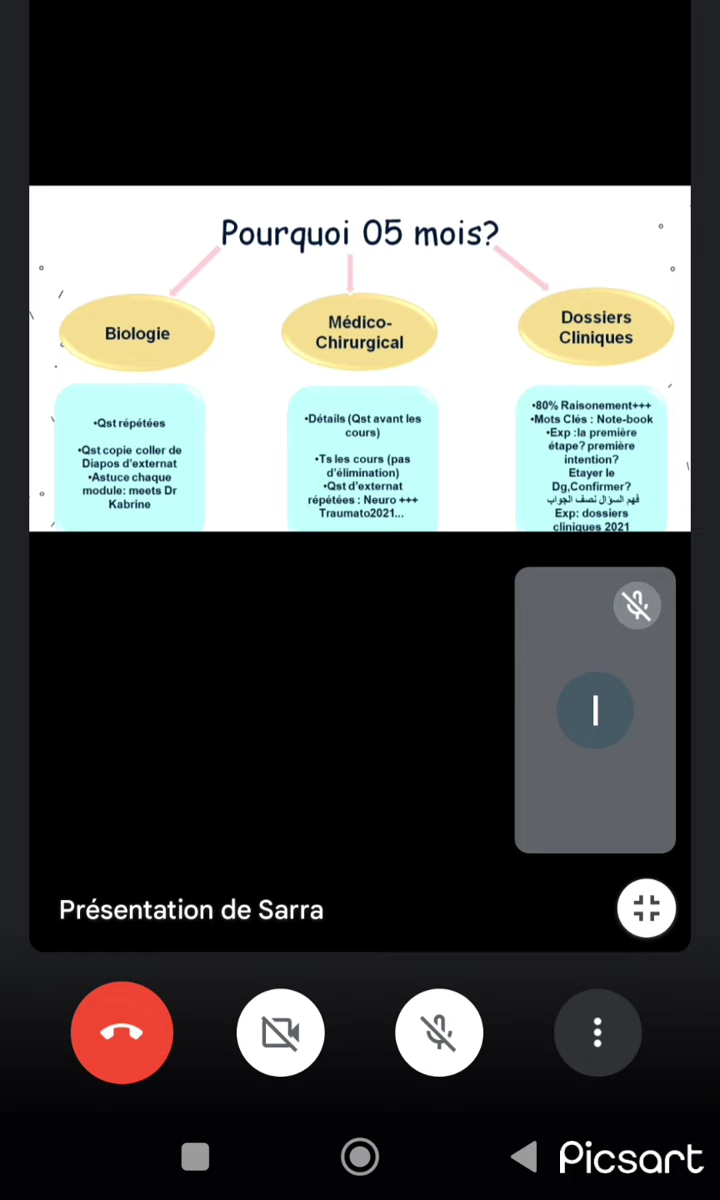 Pourquoi 05 mois?
Biologie
•Qst répétées
•Qst copie coller de
Diapos d'externat
•Astuce chaque
module: meets Dr
Kabrine
Médico-
Chirurgical
•Détails (Qst avant les
cours)
•Ts les cours (pas
d'élimination)
•Qst d'externat
répétées : Neuro +++
Traumato2021...
Dossiers
Cliniques
•80% Raisonement+++
•Mots Clés : Note-book
•Exp :la première
étape? première
intention?
Etayer le
Dg,Confirmer?
فهم السؤال نصف الجواب
Exp: dossiers
cliniques 2021
I
Présentation de Sarra
Picsart